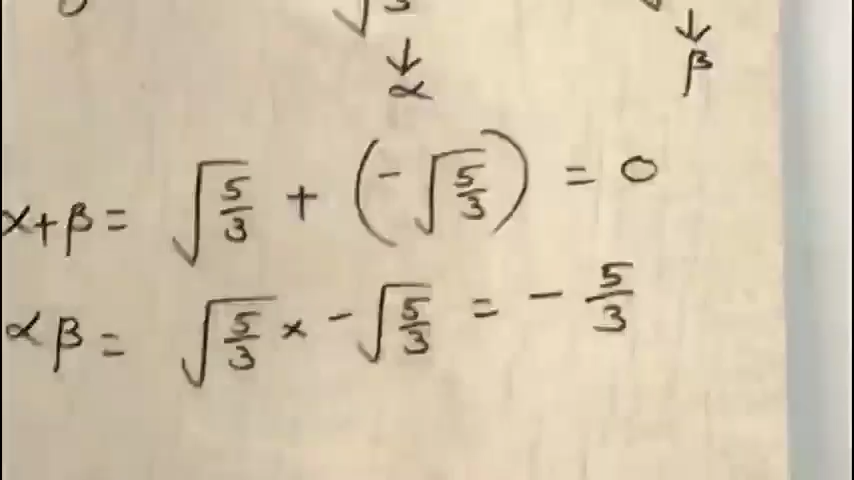 ↓ ↓
α β
α+β = √(5/3) + (-√(5/3)) = 0
αβ = √(5/3) × -√(5/3) = - 5/3